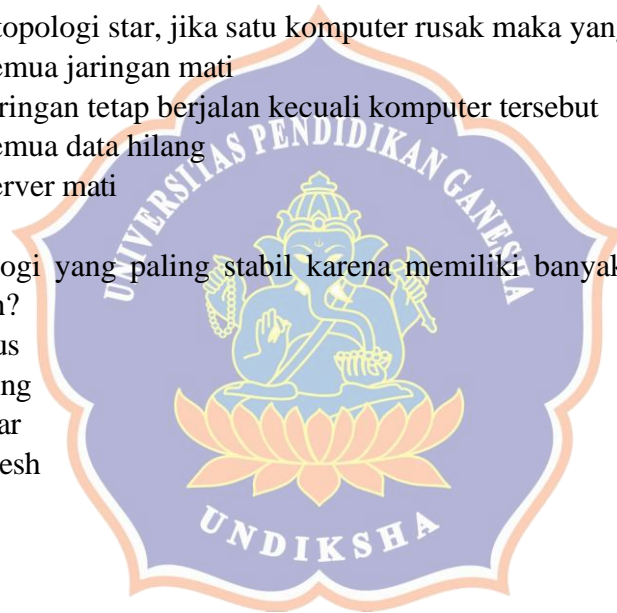 topologi star, jika satu komputer rusak maka yang
emua jaringan mati
ringan tetap berjalan kecuali komputer tersebut
emua data hilang
erver mati
ogi yang paling stabil karena memiliki banyak
n?
us
ng
ar
esh
UNIVERSITAS PENDIDIKAN GANESHA
UNDIKSHA